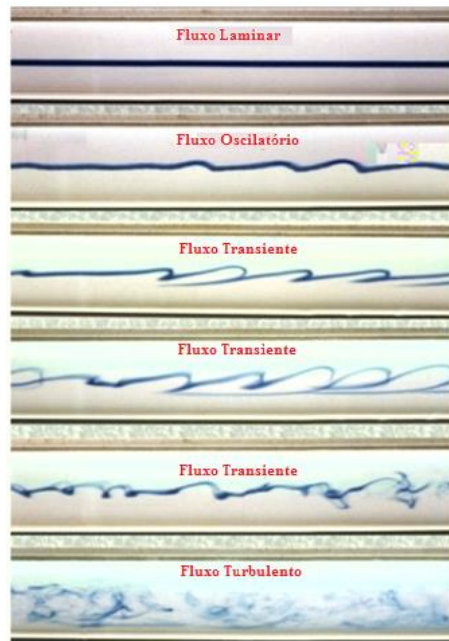 Fluxo Laminar
Fluxo Oscilatório
Fluxo Transiente
Fluxo Transiente
Fluxo Transiente
Fluxo Turbulento